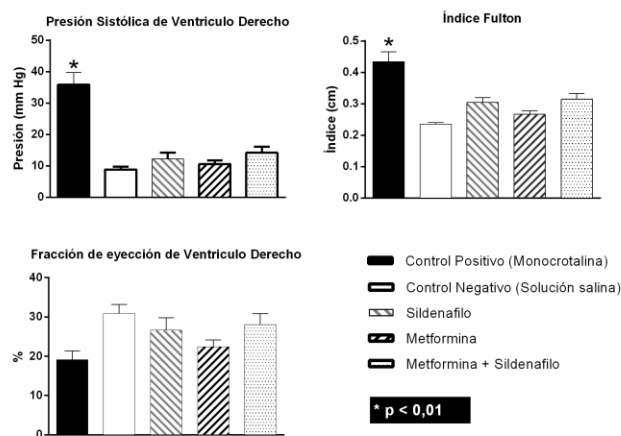 Presión Sistólica de Ventriculo Derecho
Presión (mm Hg)
50
40
30
20
10
0
*
Índice Fulton
Índice (cm)
0.5
0.4
0.3
0.2
0.1
0.0
*
Fracción de eyección de Ventriculo Derecho
%
40
30
20
10
0
Control Positivo (Monocrotalina)
Control Negativo (Solución salina)
Sildenafilo
Metformina
Metformina + Sildenafilo
* p < 0,01